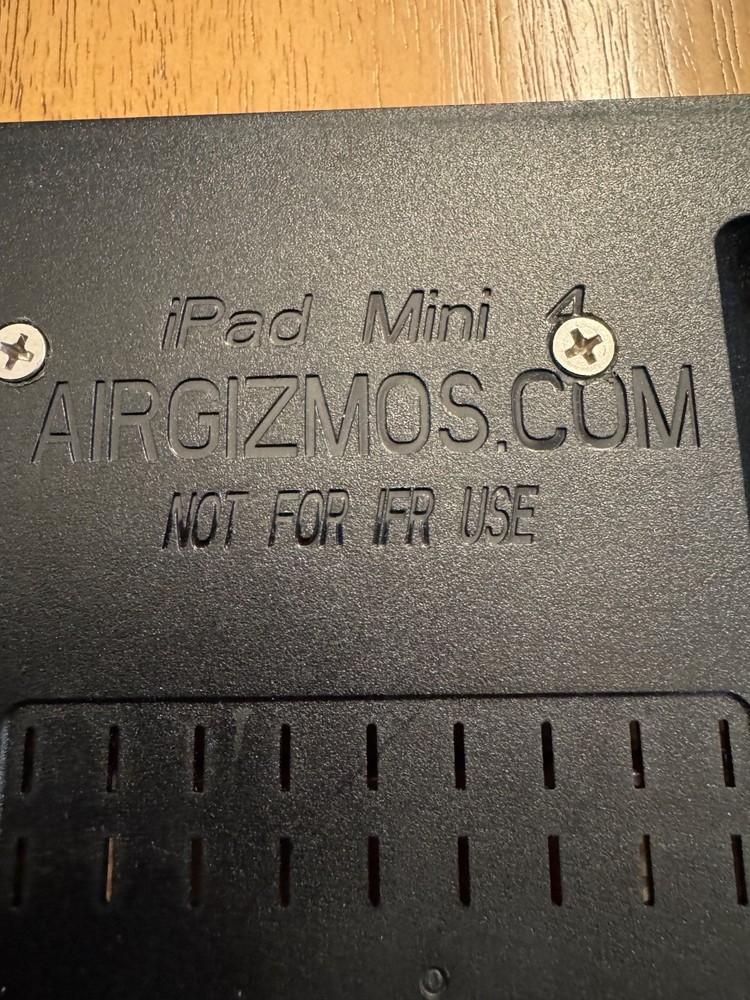 iPad Mini 4
AIRGIZMOS.COM
NOT FOR IFR USE